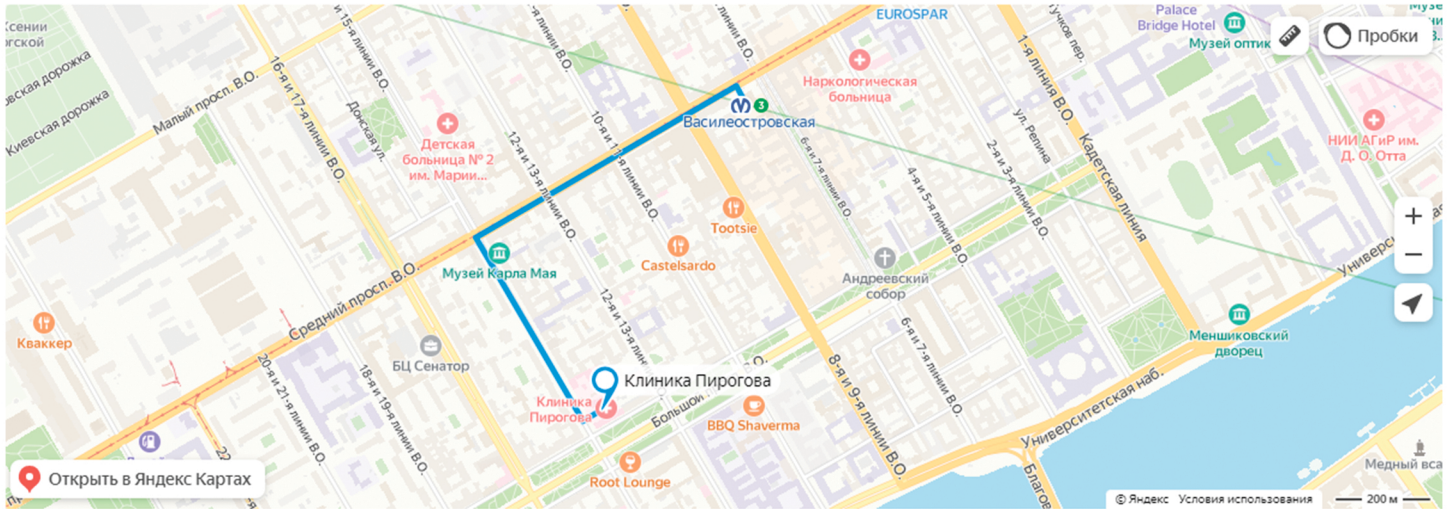 Ксении
EUROSPAR
Palace
Bridge Hotel
Музей оптик
Пробки
16-я и 17-я линии В.О.
15-я линии В.О.
линии В.О.
линии В.О.
1-я линия В.О.
пер.
Киевская дорожка
дорожка
Малый просп. В.О.
Донская ул.
Детская
больница № 2
им. Марии...
10-я и 11-я линии В.О.
12-я и 13-я линии В.О.
3
Василеостровская
Наркологическая
больница
6-я и 7-я линии В.О.
4-я и 5-я линии В.О.
2-я и 3-я линии В.О.
ул. Репина
Кадетская линия
НИИ АГиР им.
Д. О. Отта
Tootsie
Castelsardo
Музей Карла Мая
Средний просп. В.О.
Андреевский
собор
Кваккер
БЦ Сенатор
20-я и 21-я линии В.О.
18-я и 19-я линии В.О.
12-я и 13-я
6-я и 7-я линии В.О.
8-я и 9-я линии В.О.
Меншиковский
дворец
Университетская наб.
Клиника Пирогова
Клиника
Пирогова
Большой
В.О.
BBQ Shaverma
Root Lounge
Открыть в Яндекс Картах
Благов
Медный вса
© Яндекс Условия использования
200 м